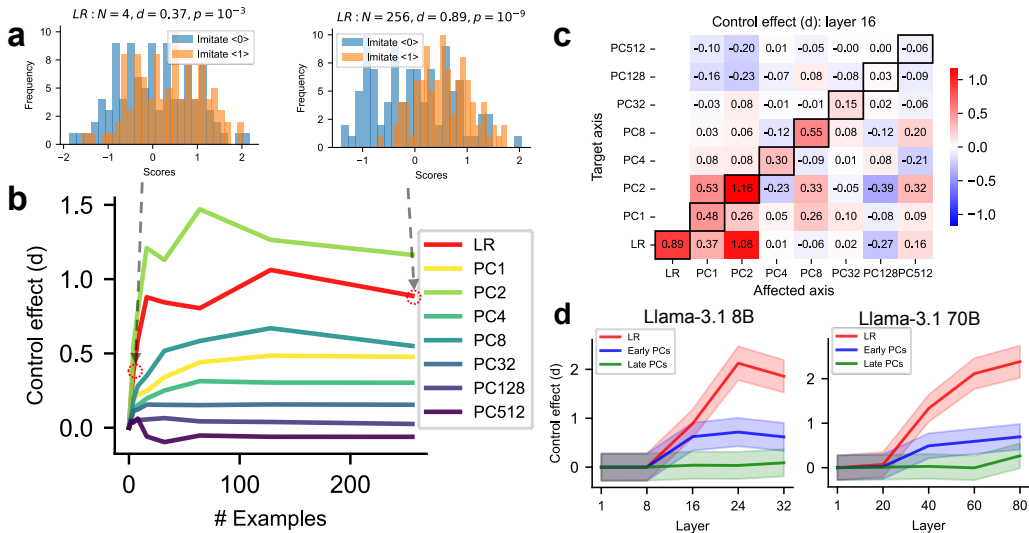 a
LR : N = 4, d = 0.37, p = 10⁻³
Frequency
10
8
5
2
0
−2
−1
0
1
2
Scores
Imitate <0>
Imitate <1>
LR : N = 256, d = 0.89, p = 10⁻⁹
Frequency
10
8
5
2
0
−1
0
1
2
Scores
Imitate <0>
Imitate <1>
b
Control effect (d)
1.5
1.0
0.5
0.0
0
100
200
# Examples
LR
PC1
PC2
PC4
PC8
PC32
PC128
PC512
c
Control effect (d): layer 16
Target axis
PC512 -0.10 -0.20 0.01 -0.05 -0.00 0.00 -0.06
PC128 -0.16 -0.23 -0.07 0.08 -0.08 0.03 -0.09
PC32 -0.03 0.08 -0.01 -0.01 0.15 0.02 -0.06
PC8 0.03 0.06 -0.12 0.55 0.08 -0.12 0.20
PC4 0.08 0.08 0.30 -0.09 0.01 0.08 -0.21
PC2 0.53 1.16 -0.23 0.33 -0.05 -0.39 0.32
PC1 0.48 0.26 0.05 0.26 0.10 -0.08 0.09
LR 0.89 0.37 1.08 0.01 -0.06 0.02 -0.27 0.16
LR PC1 PC2 PC4 PC8 PC32 PC128 PC512
Affected axis
1.0
0.5
0.0
−0.5
−1.0
d
Llama-3.1 8B
Control effect (d)
2
1
0
1 8 16 24 32
Layer
LR
Early PCs
Late PCs
Llama-3.1 70B
2
1
0
1 20 40 60 80
Layer
LR
Early PCs
Late PCs